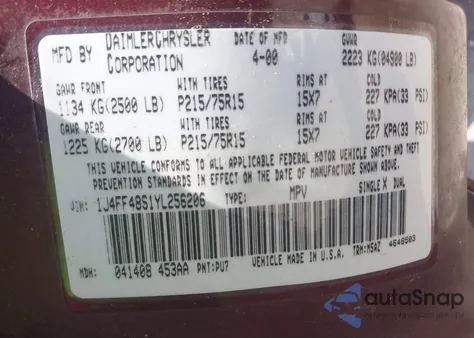 MFD BY DAIMLERCHRYSLER CORPORATION DATE OF MFD 4-00 GVWR 2223 KG(04900 LB)
GAWR FRONT WITH TIRES RIMS AT COLD
1134 KG(2500 LB) P215/75R15 15X7 227 KPA(33 PSI)
GAWR REAR WITH TIRES RIMS AT COLD
1225 KG(2700 LB) P215/75R15 15X7 227 KPA(33 PSI)
THIS VEHICLE CONFORMS TO ALL APPLICABLE FEDERAL MOTOR VEHICLE SAFETY AND THEFT
PREVENTION STANDARDS IN EFFECT ON THE DATE OF MANUFACTURE SHOWN ABOVE.
VIN: 1J4FF48S1YL256206 TYPE: MPV SINGLE X DUAL
MDH: 041408 453AA PNT:PU7 VEHICLE MADE IN U.S.A. TRM:MSAZ 4648503
autoSnap